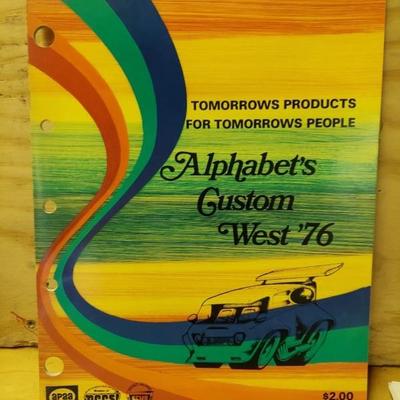 TOMORROWS PRODUCTS
FOR TOMORROWS PEOPLE
Alphabet's
Custom
West '76
$2.00
apaa